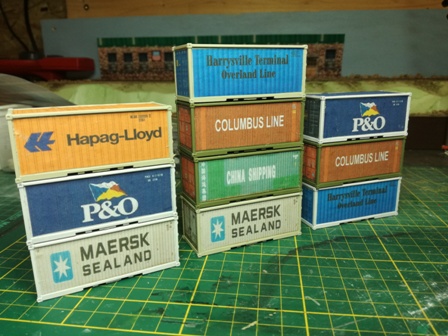 Hapag-Lloyd
P&O
MAERSK
SEALAND
Harrysville Terminal
Overland Line
COLUMBUS LINE
CHINA SHIPPING
MAERSK
SEALAND
P&O
COLUMBUS LINE
Harrysville Terminal
Overland Line